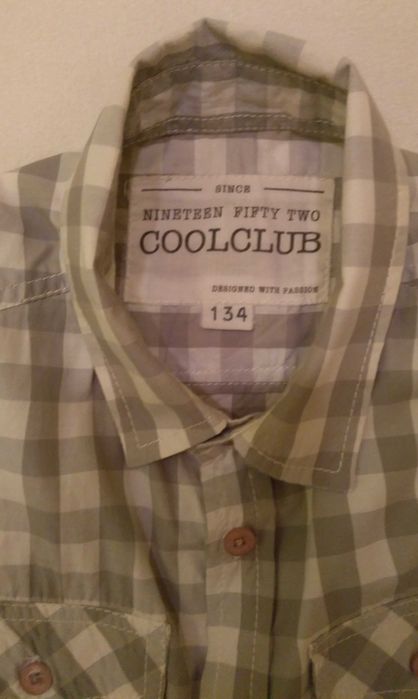 SINCE
NINETEEN FIFTY TWO
COOLCLUB
DESIGNED WITH PASSION
134